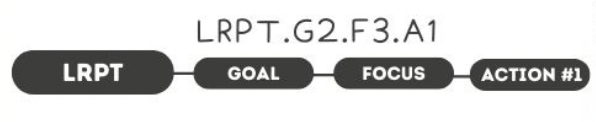 LRPT.G2.F3.A1
LRPT GOAL FOCUS ACTION #1